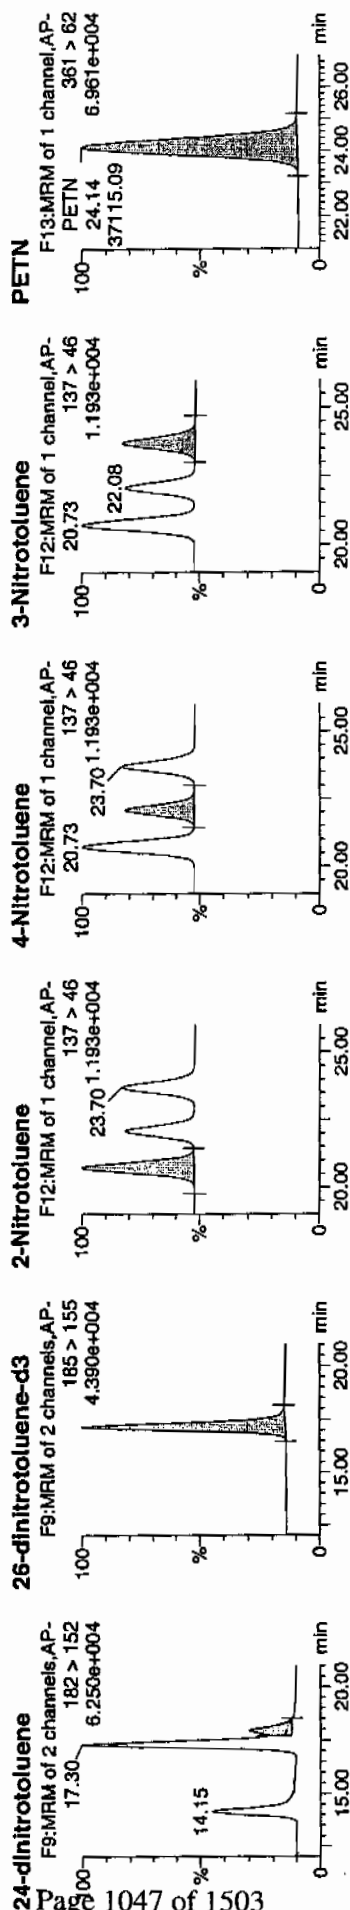 24-dinitrotoluene
F9:MRM of 2 channels,AP-
182 > 152
6.250e+004
100
17.30
14.15
%
0
15.00
20.00
min
26-dinitrotoluene-d3
F9:MRM of 2 channels,AP-
185 > 155
4.390e+004
100
%
0
15.00
20.00
min
2-Nitrotoluene
F12:MRM of 1 channel,AP-
137 > 46
1.193e+004
100
23.70
%
0
20.00
25.00
min
4-Nitrotoluene
F12:MRM of 1 channel,AP-
137 > 46
1.193e+004
100
20.73
23.70
%
0
20.00
25.00
min
3-Nitrotoluene
F12:MRM of 1 channel,AP-
137 > 46
1.193e+004
100
20.73
22.08
%
0
20.00
25.00
min
PETN
F13:MRM of 1 channel,AP-
361 > 62
6.961e+004
100
PETN
24.14
37115.09
%
0
22.00
24.00
26.00
min
Page 1047 of 1503